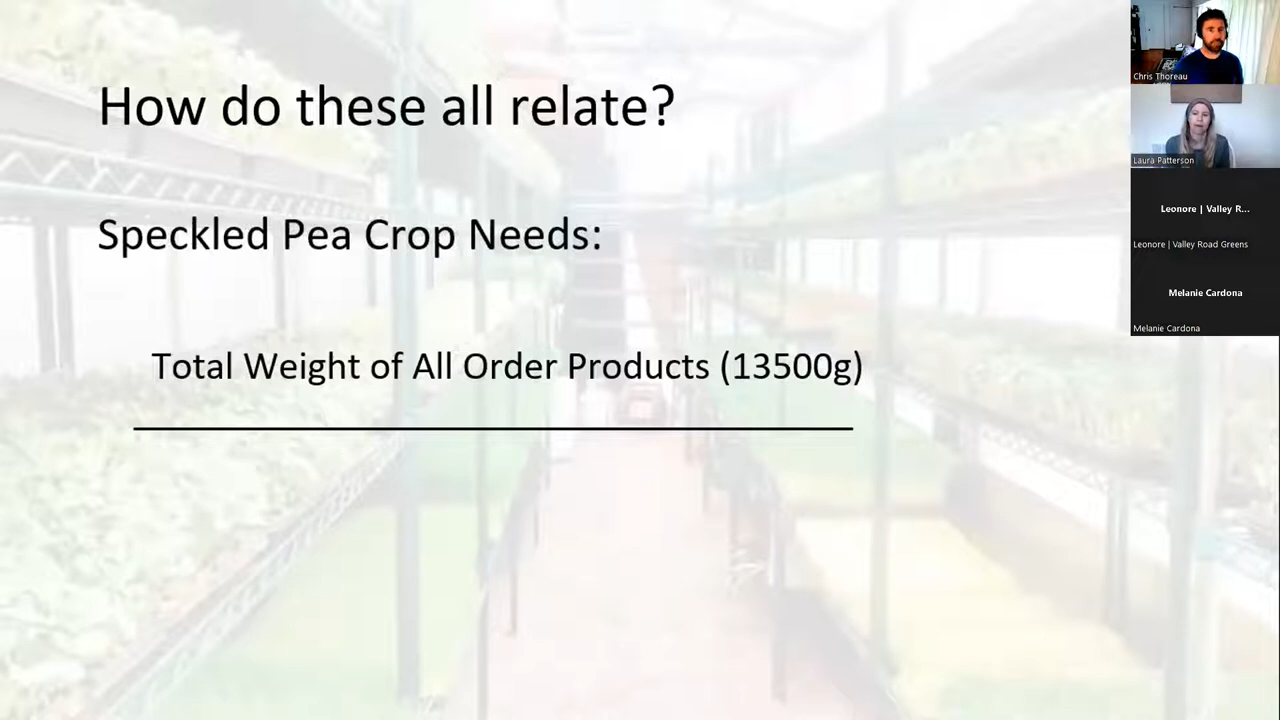 How do these all relate?
Speckled Pea Crop Needs:
Total Weight of All Order Products (13500g)
Chris Thoreau
Laura Patterson
Leonore | Valley R...
Leonore | Valley Road Greens
Melanie Cardona
Melanie Cardona